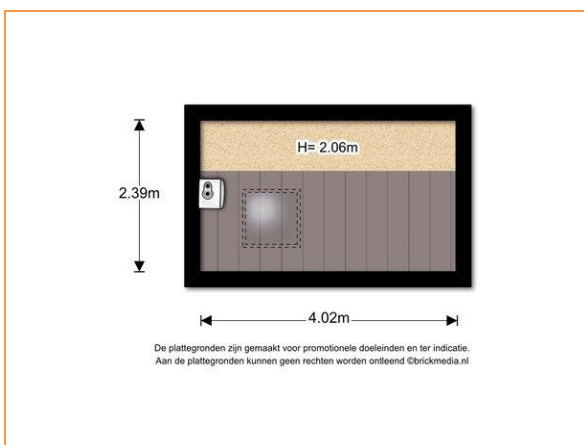 H= 2.06m
2.39m
4.02m
De plattegronden zijn gemaakt voor promotionele doeleinden en ter indicatie.
Aan de plattegronden kunnen geen rechten worden ontleend ©brickmedia.nl